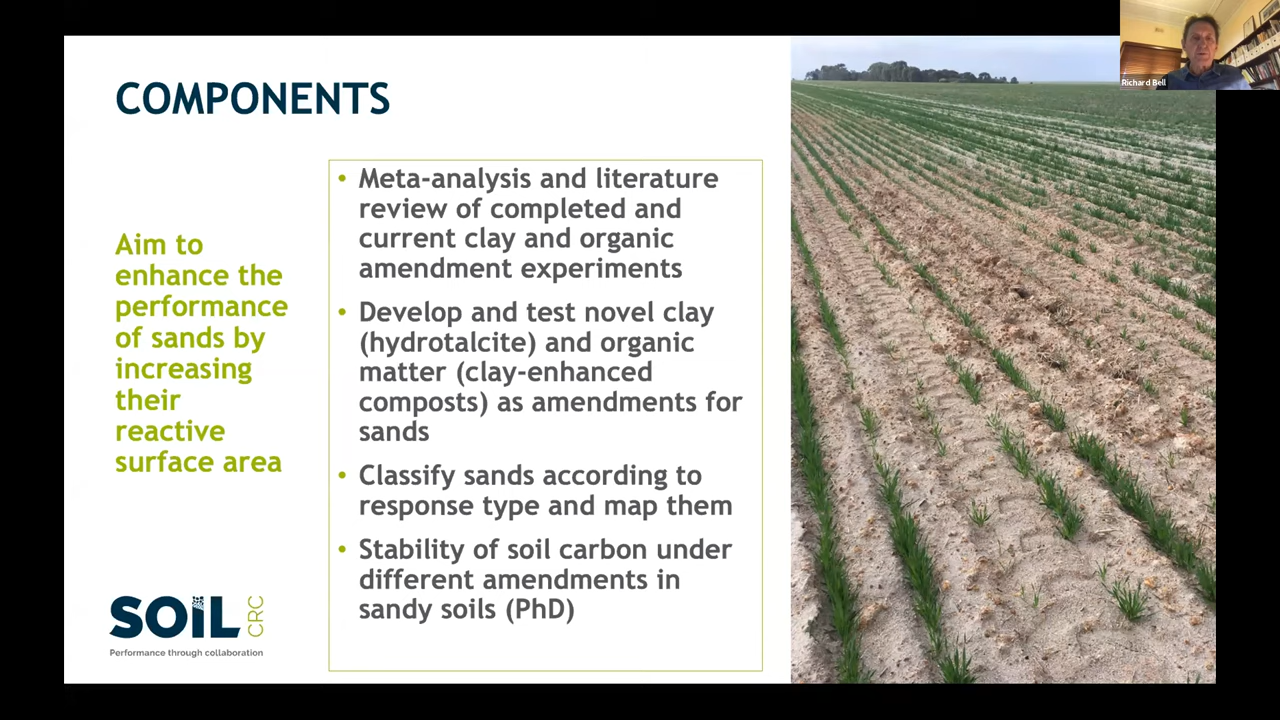 COMPONENTS
Aim to
enhance the
performance
of sands by
increasing
their
reactive
surface area
• Meta-analysis and literature
review of completed and
current clay and organic
amendment experiments
• Develop and test novel clay
(hydrotalcite) and organic
matter (clay-enhanced
composts) as amendments for
sands
• Classify sands according to
response type and map them
• Stability of soil carbon under
different amendments in
sandy soils (PhD)
SOIL CRC
Performance through collaboration
Richard Bell